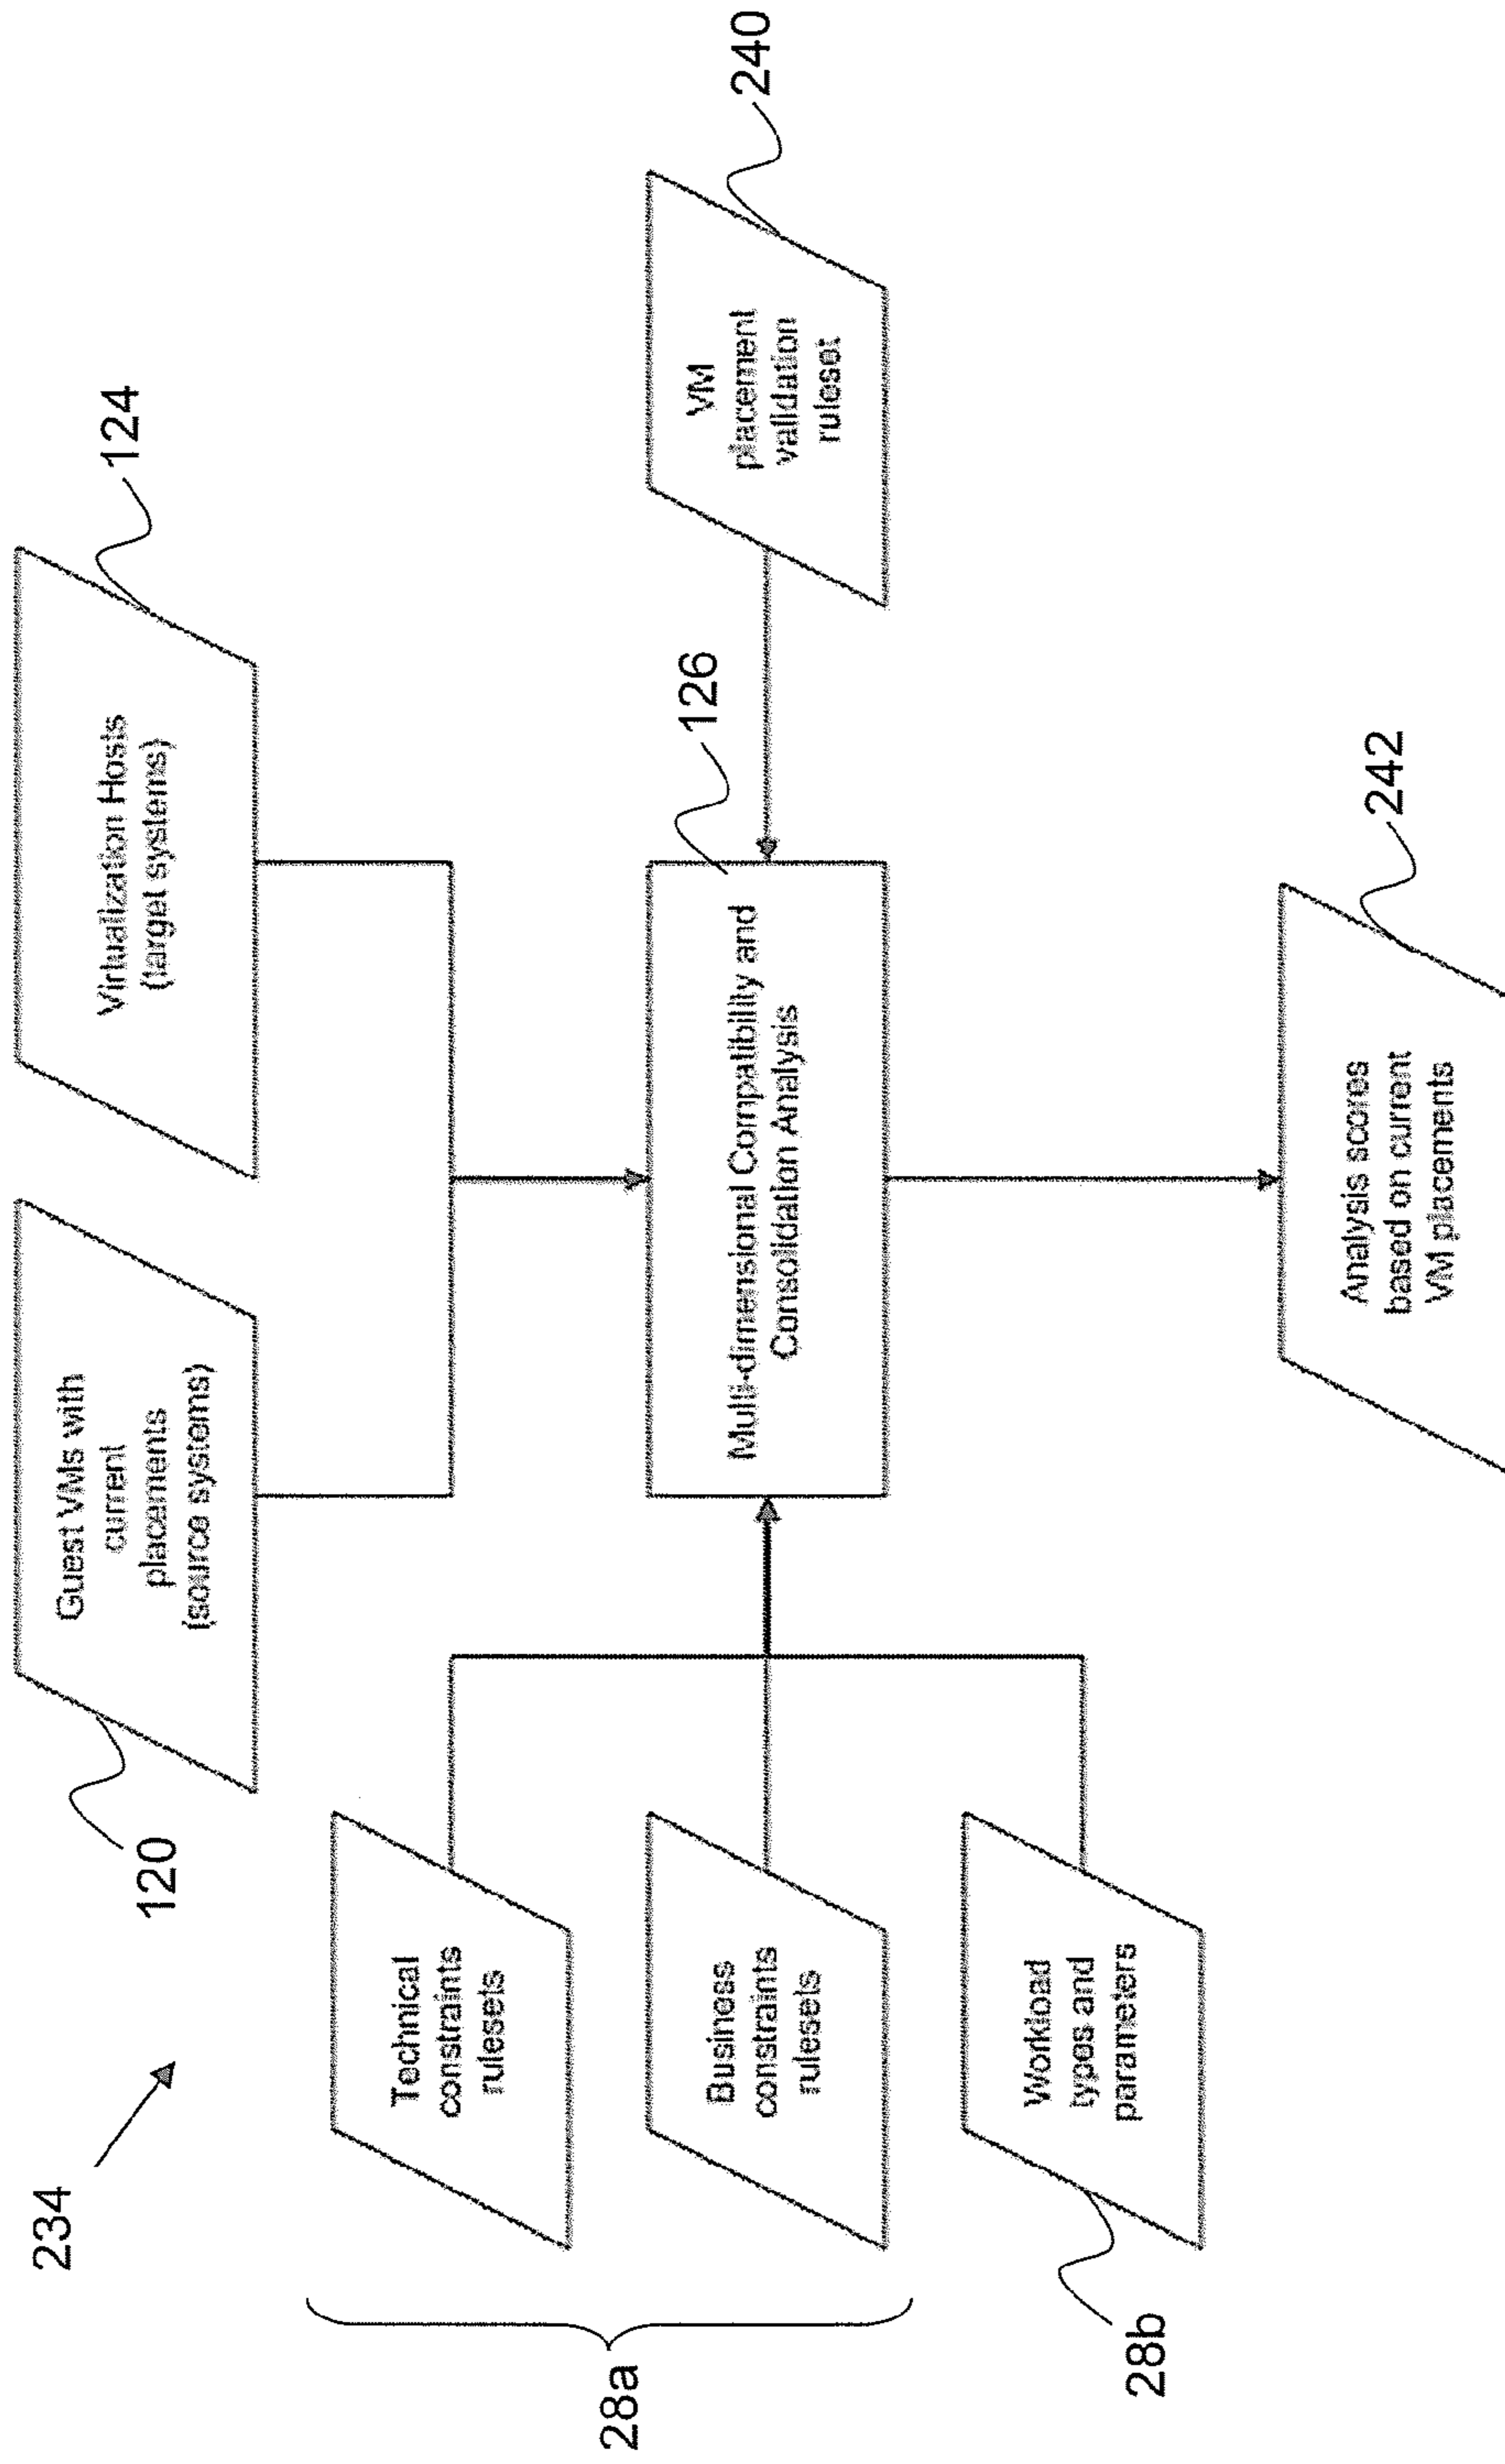 234
120
Guest VMs with
current
placements
(source systems)
Virtualization Hosts
(target systems)
124
28a
Technical
constraints
rulesets
Business
constraints
rulesets
28b
Workload
types and
parameters
126
Multi-dimensional Compatibility and
Consolidation Analysis
VM
placement
validation
ruleset
240
Analysis scores
based on current
VM placements
242